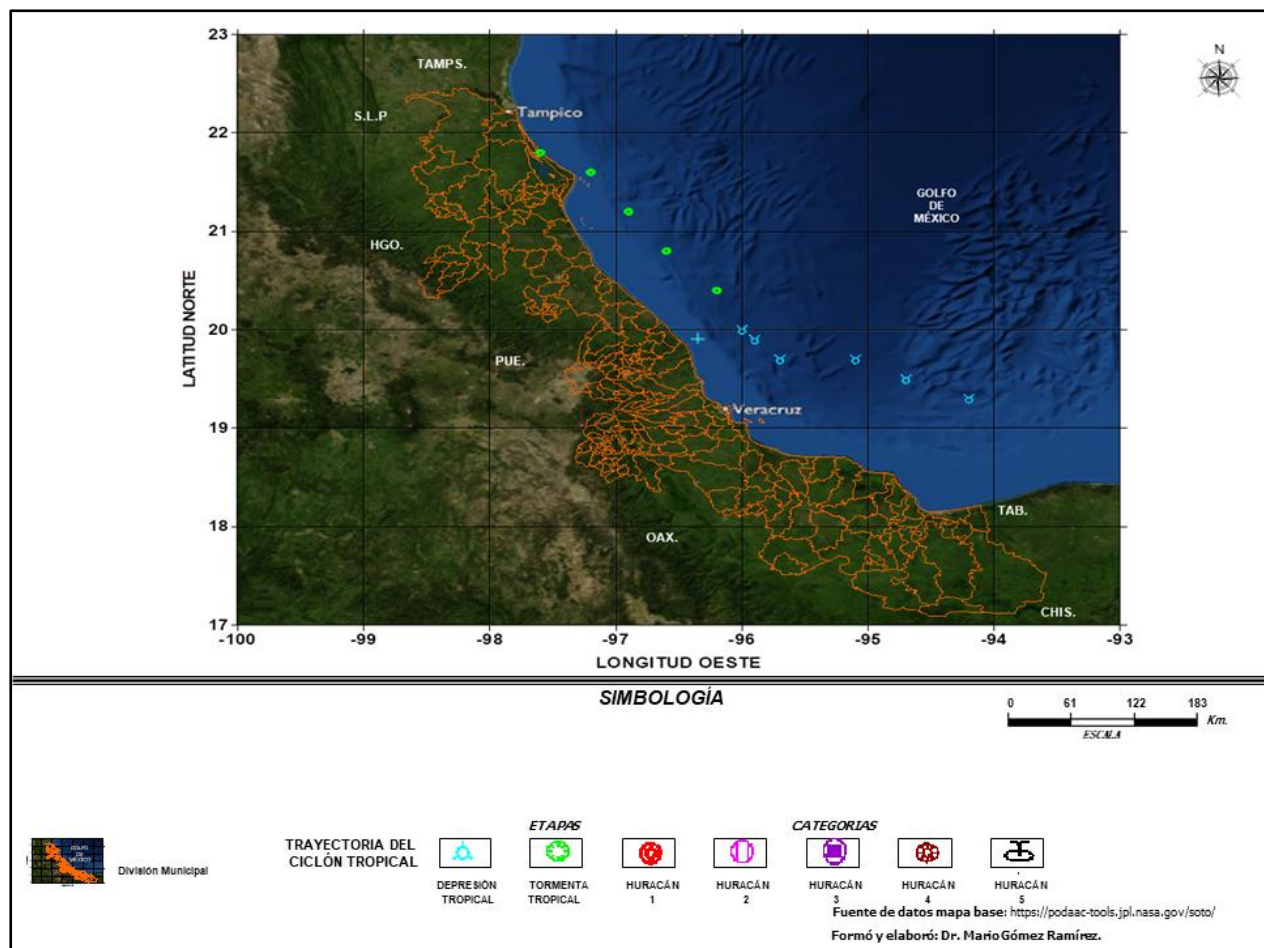 23
22
21
20
19
18
17
LATITUD NORTE
TAMPS.
S.L.P
Tampico
HGO.
PUE.
Veracruz
OAX.
TAB.
CHIS.
GOLFO
DE
MÉXICO
N
-100 -99 -98 -97 -96 -95 -94 -93
LONGITUD OESTE
SIMBOLOGÍA
0 61 122 183
Km.
ESCALA
GOLFO
DE
MÉXICO
División Municipal
TRAYECTORIA DEL
CICLÓN TROPICAL
ETAPAS
CATEGORIAS
DEPRESIÓN
TROPICAL
TORMENTA
TROPICAL
HURACÁN
1
HURACÁN
2
HURACÁN
3
HURACÁN
4
HURACÁN
5
Fuente de datos mapa base: https://podaac-tools.jpl.nasa.gov/soto/
Formó y elaboró: Dr. Mario Gómez Ramírez.